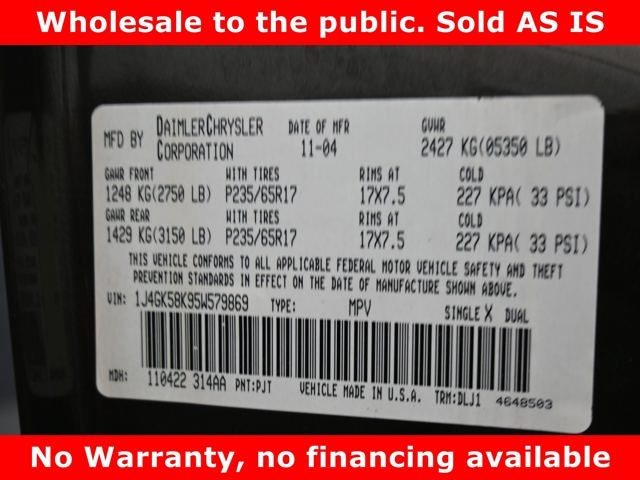 Wholesale to the public. Sold AS IS
MFD BY DAIMLERCHRYSLER CORPORATION DATE OF MFR 11-04 GVWR 2427 KG(05350 LB)
GAWR FRONT WITH TIRES RIMS AT COLD
1248 KG(2750 LB) P235/65R17 17X7.5 227 KPA( 33 PSI)
GAWR REAR WITH TIRES RIMS AT COLD
1429 KG(3150 LB) P235/65R17 17X7.5 227 KPA( 33 PSI)
THIS VEHICLE CONFORMS TO ALL APPLICABLE FEDERAL MOTOR VEHICLE SAFETY AND THEFT
PREVENTION STANDARDS IN EFFECT ON THE DATE OF MANUFACTURE SHOWN ABOVE.
VIN: 1J4GK58K95W579869 TYPE: MPV SINGLE X DUAL
MDH: 110422 314AA PNT:PJT VEHICLE MADE IN U.S.A. TRM:DLJ1 4648503
No Warranty, no financing available